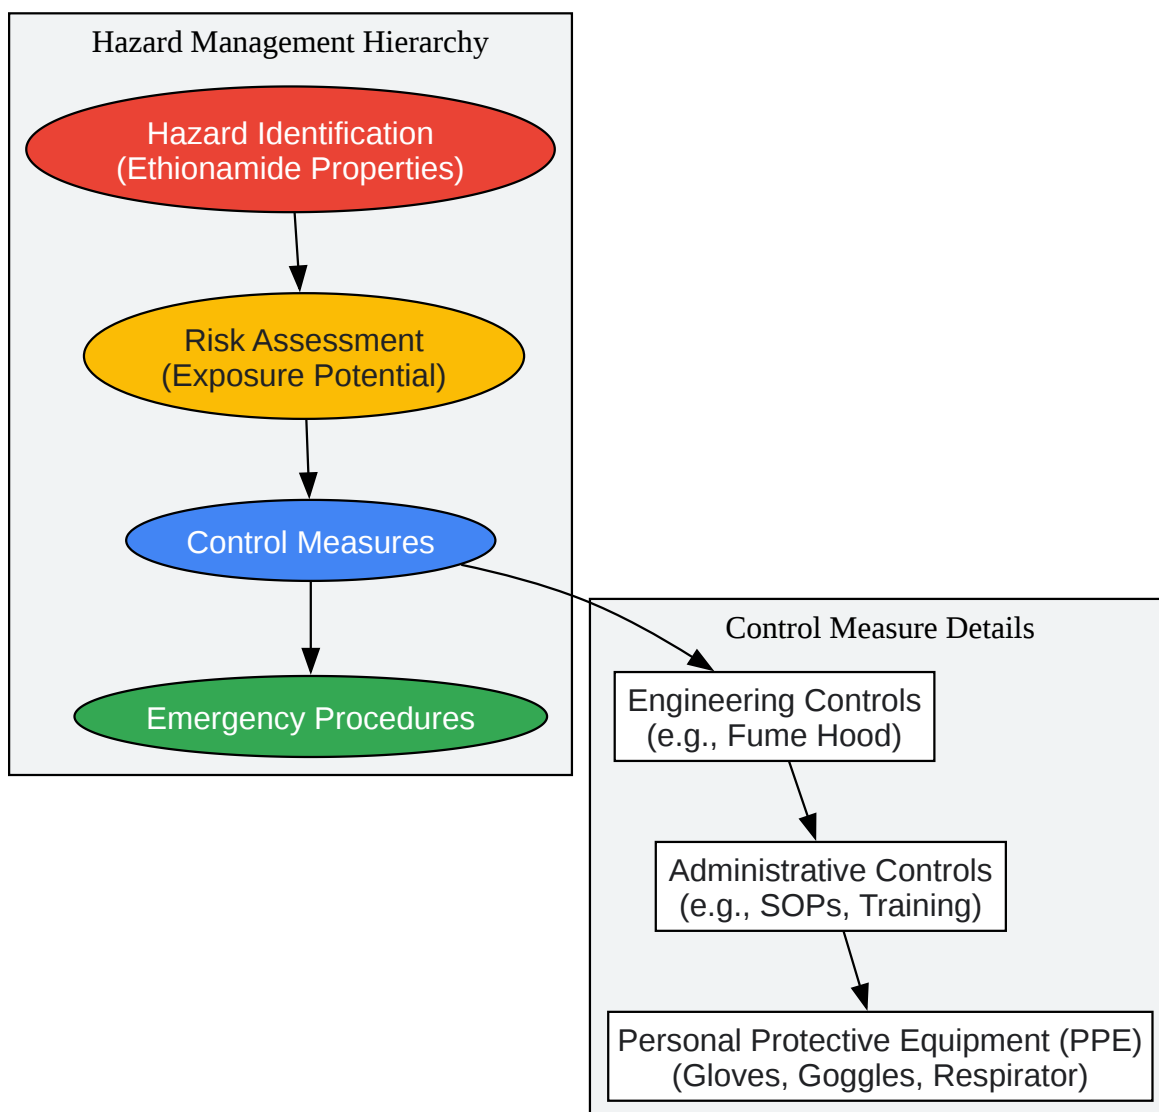 Hazard Management Hierarchy
Hazard Identification
(Ethionamide Properties)
Risk Assessment
(Exposure Potential)
Control Measures
Emergency Procedures
Control Measure Details
Engineering Controls
(e.g., Fume Hood)
Administrative Controls
(e.g., SOPs, Training)
Personal Protective Equipment (PPE)
(Gloves, Goggles, Respirator)